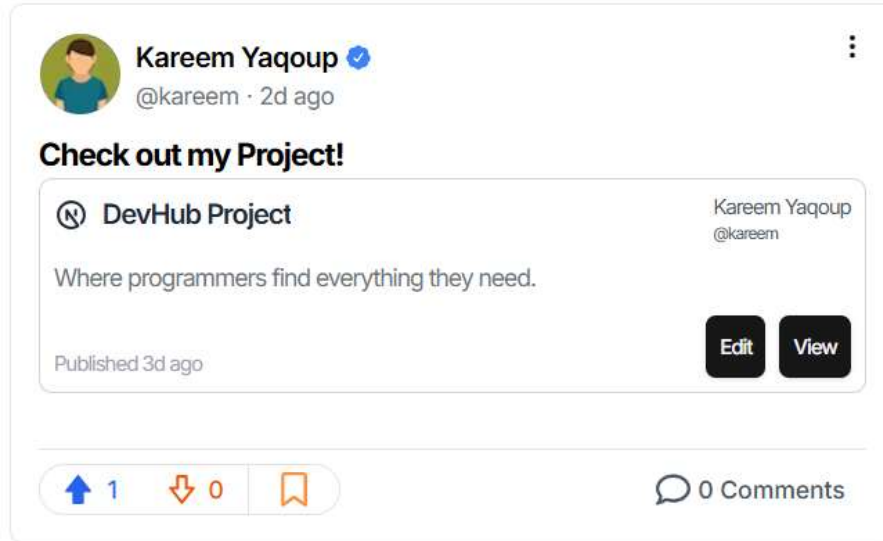 Kareem Yaqoup
@kareem · 2d ago
Check out my Project!
N DevHub Project
Kareem Yaqoup
@kareem
Where programmers find everything they need.
Published 3d ago
Edit
View
1
0
0 Comments